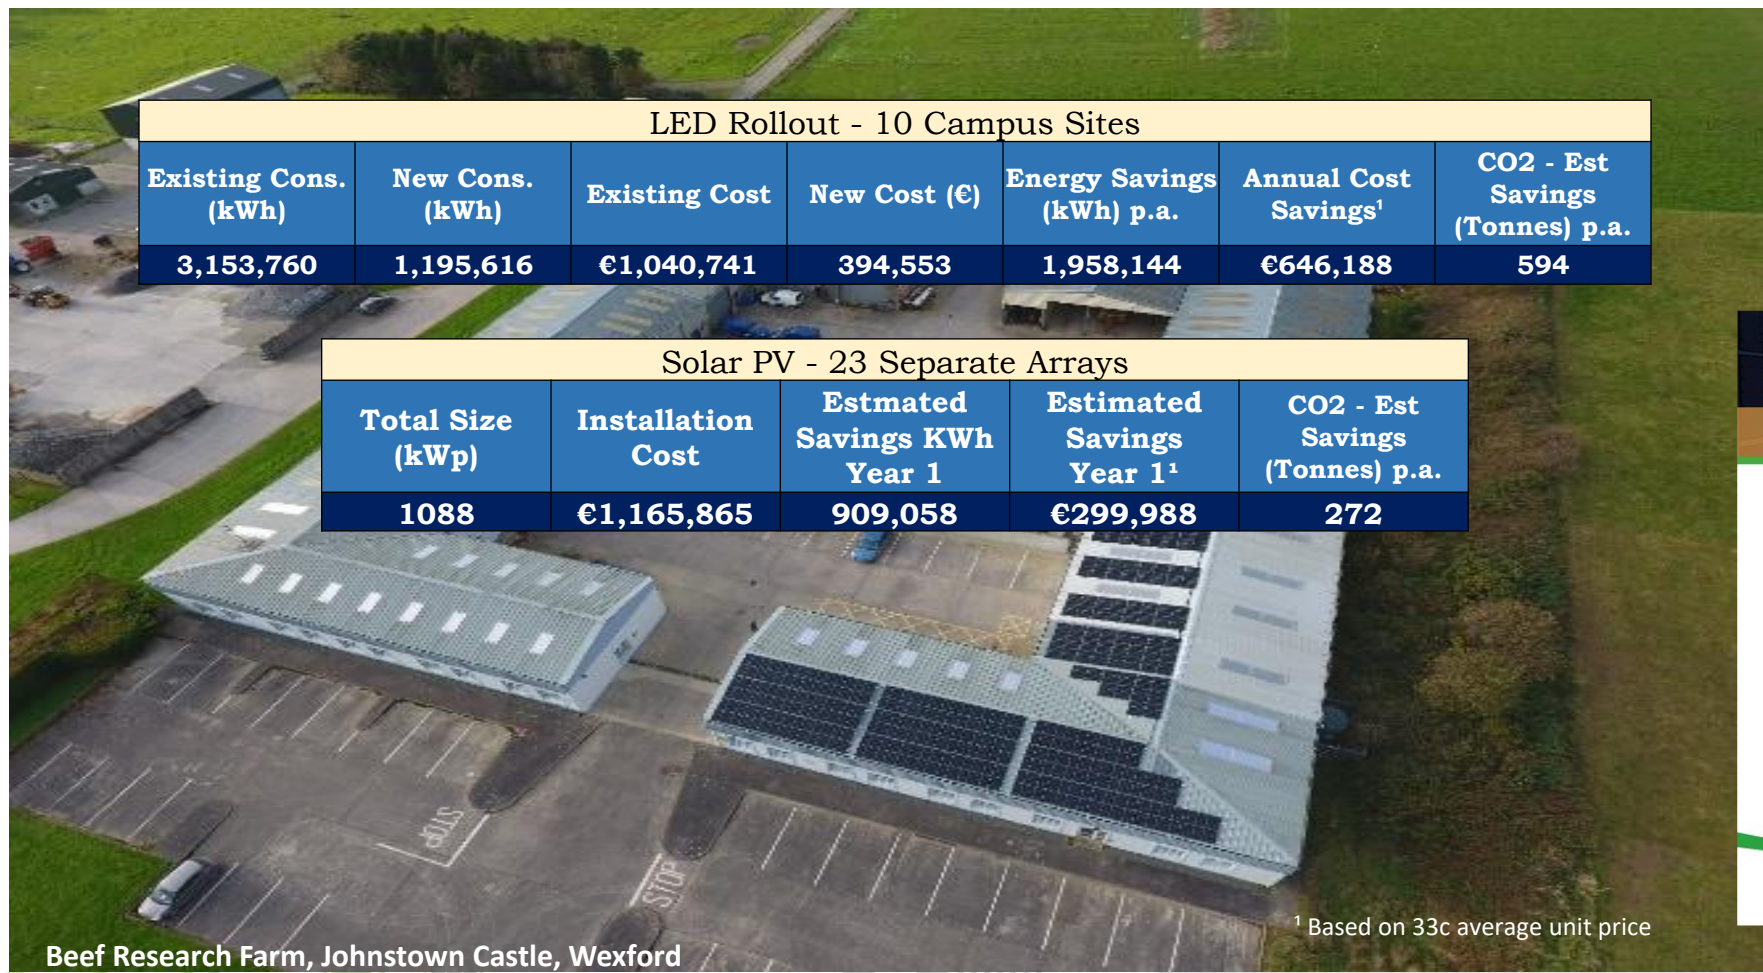 LED Rollout - 10 Campus Sites
Existing Cons. (kWh)
New Cons. (kWh)
Existing Cost
New Cost (€)
Energy Savings (kWh) p.a.
Annual Cost Savings¹
CO2 - Est Savings (Tonnes) p.a.
3,153,760
1,195,616
€1,040,741
394,553
1,958,144
€646,188
594
Solar PV - 23 Separate Arrays
Total Size (kWp)
Installation Cost
Estmated Savings KWh Year 1
Estimated Savings Year 1¹
CO2 - Est Savings (Tonnes) p.a.
1088
€1,165,865
909,058
€299,988
272
STOP
STOP
¹ Based on 33c average unit price
Beef Research Farm, Johnstown Castle, Wexford